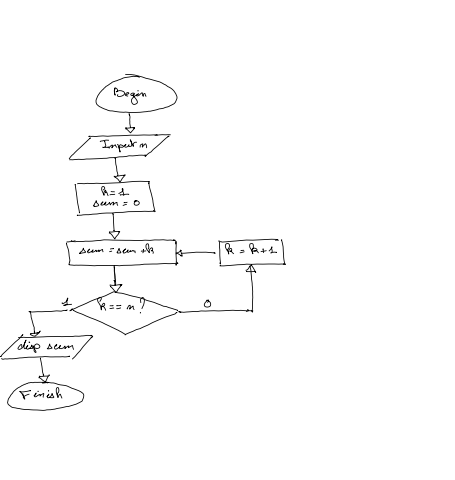 Begin
Input n
k = 1
sum = 0
sum = sum + k
k = k + 1
k == n ?
1
0
disp sum
Finish